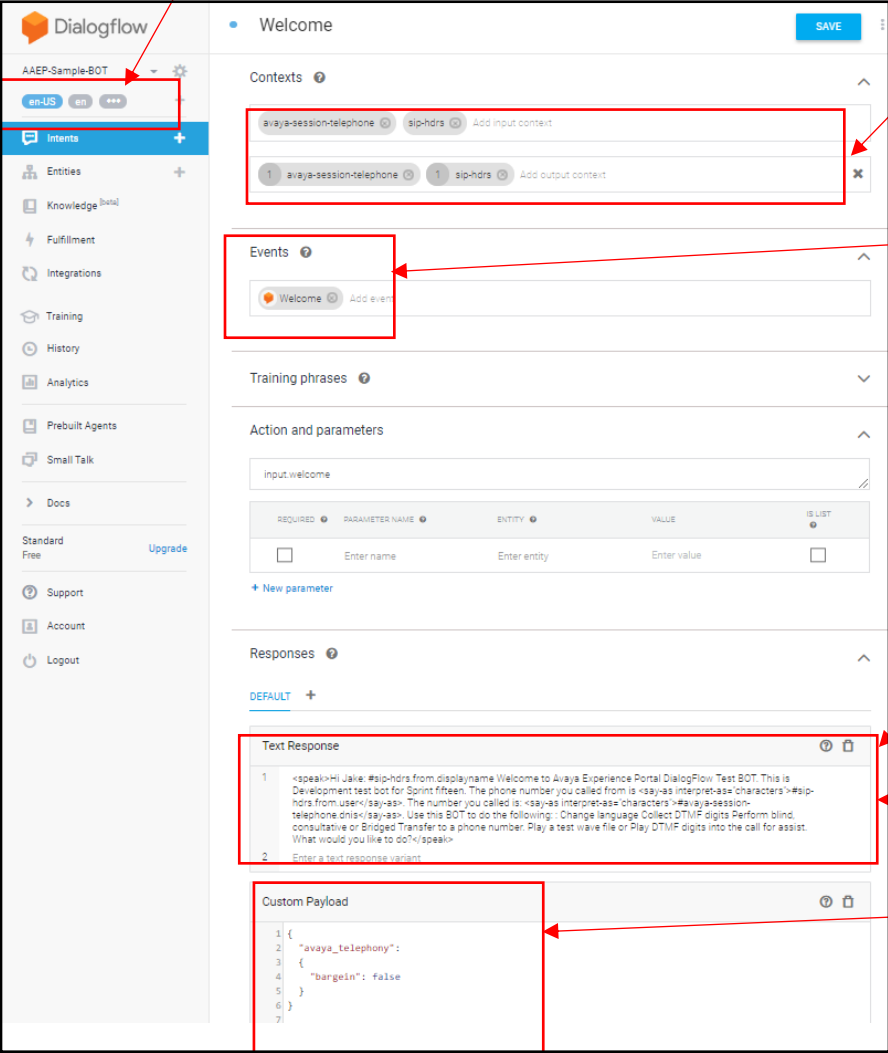 Dialogflow
Welcome
SAVE
AAEP-Sample-BOT
en-US en •••
Intents +
Entities +
Knowledge [beta]
Fulfillment
Integrations
Training
History
Analytics
Prebuilt Agents
Small Talk
> Docs
Standard
Free
Upgrade
Support
Account
Logout
Contexts
avaya-session-telephone sip-hdrs Add input context
1 avaya-session-telephone 1 sip-hdrs Add output context
Events
Welcome Add event
Training phrases
Action and parameters
input.welcome
REQUIRED PARAMETER NAME ENTITY VALUE IS LIST
Enter name Enter entity Enter value
+ New parameter
Responses
DEFAULT +
Text Response
1 <speak>Hi Jake: #sip-hdrs.from.displayname Welcome to Avaya Experience Portal DialogFlow Test BOT. This is
Development test bot for Sprint fifteen. The phone number you called from is <say-as interpret-as='characters'>#sip-
hdrs.from.user</say-as>. The number you called is: <say-as interpret-as='characters'>#avaya-session-
telephone.dnis</say-as>. Use this BOT to do the following: : Change language Collect DTMF digits Perform blind,
consultative or Bridged Transfer to a phone number. Play a test wave file or Play DTMF digits into the call for assist.
What would you like to do?</speak>
2 Enter a text response variant
Custom Payload
1 {
2 "avaya_telephony":
3 {
4 "bargein": false
5 }
6 }
7